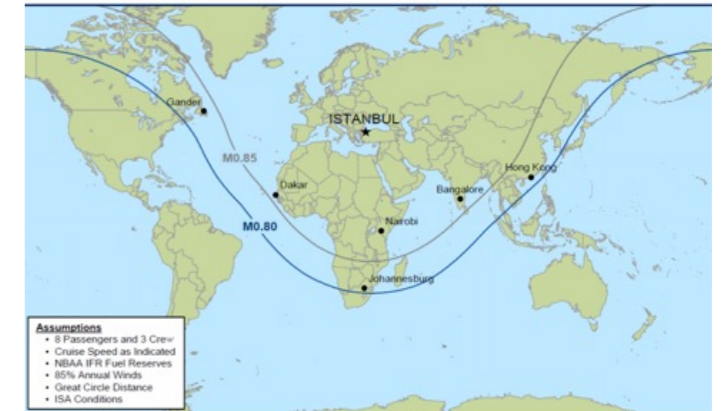 Gander
ISTANBUL
M0.85
Dakar
Bangalore
Hong Kong
Nairobi
M0.80
Johannesburg
Assumptions
• 8 Passengers and 3 Crew
• Cruise Speed as Indicated
• NBAA IFR Fuel Reserves
• 85% Annual Winds
• Great Circle Distance
• ISA Conditions